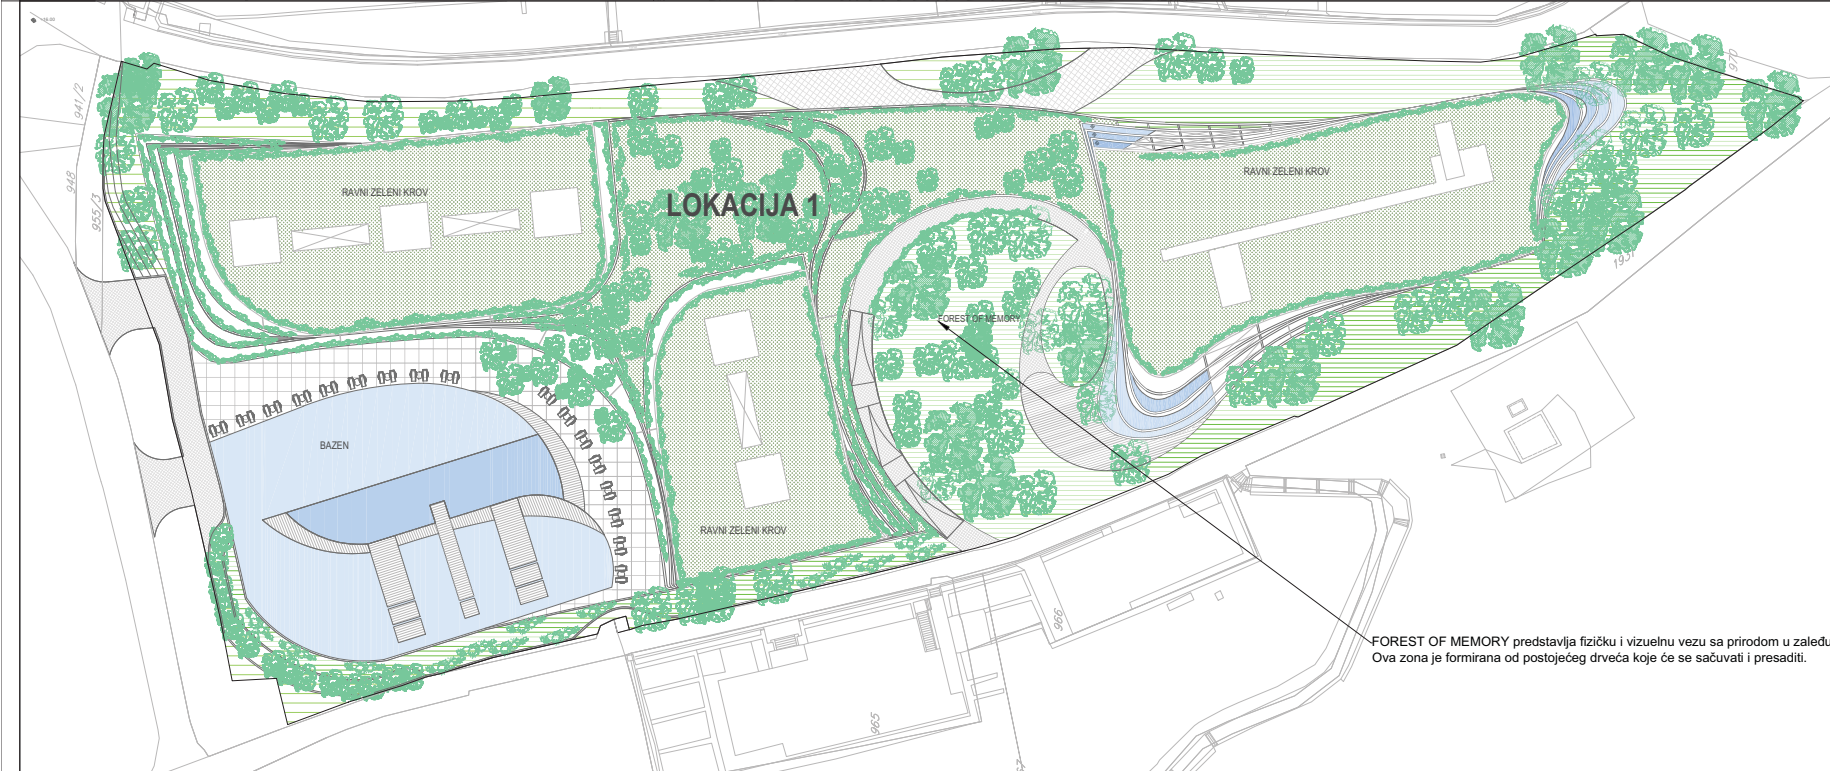 941/2
948
955/3
970
RAVNI ZELENI KROV
LOKACIJA 1
RAVNI ZELENI KROV
FOREST OF MEMORY
BAZEN
RAVNI ZELENI KROV
966
965
FOREST OF MEMORY predstavlja fizičku i vizuelnu vezu sa prirodom u zaleđu
Ova zona je formirana od postojećeg drveća koje će se sačuvati i presaditi.